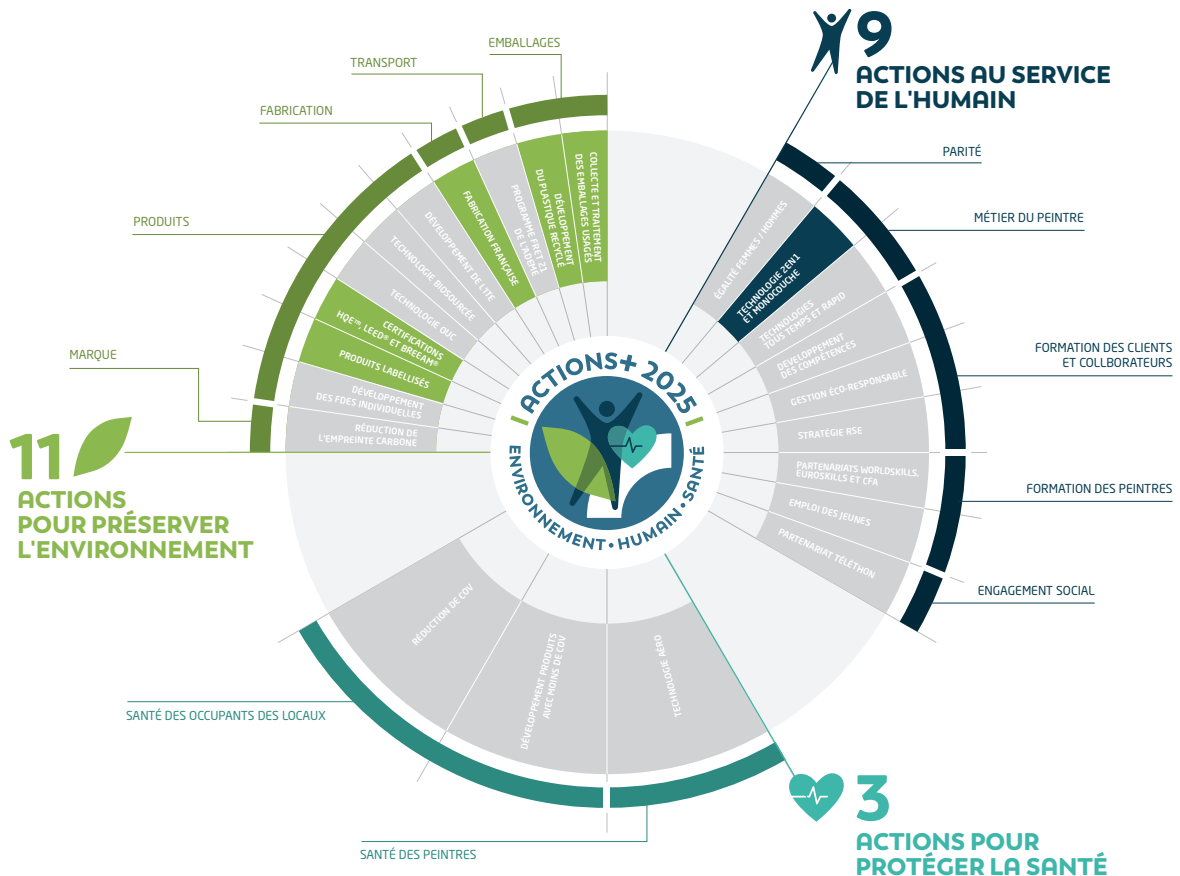 EMBALLAGES
TRANSPORT
FABRICATION
PRODUITS
MARQUE
11
ACTIONS
POUR PRÉSERVER
L'ENVIRONNEMENT
COLLECTE ET TRAITEMENT
DES EMBALLAGES USAGÉS
DÉVELOPPEMENT
DU PLASTIQUE RECYCLÉ
PROGRAMME FRET 21
DE L'ADEME
FABRICATION FRANÇAISE
DÉVELOPPEMENT DE L'ITE
TECHNOLOGIE BIOSOURCÉE
TECHNOLOGIE DUC
CERTIFICATIONS
HQE™, LEED® ET BREEAM®
PRODUITS LABELLISÉS
DÉVELOPPEMENT
DES FDES INDIVIDUELLES
RÉDUCTION DE
L'EMPREINTE CARBONE
9
ACTIONS AU SERVICE
DE L'HUMAIN
PARITÉ
MÉTIER DU PEINTRE
FORMATION DES CLIENTS
ET COLLBORATEURS
FORMATION DES PEINTRES
ENGAGEMENT SOCIAL
ÉGALITÉ FEMMES / HOMMES
TECHNOLOGIE 2EN1
ET MONOCOUCHE
TECHNOLOGIES
TOUS TEMPS ET RAPID
DÉVELOPPEMENT
DES COMPÉTENCES
GESTION ÉCO-RESPONSABLE
STRATÉGIE RSE
PARTENARIATS WORLDSKILLS,
EUROSKILLS ET CFA
EMPLOI DES JEUNES
PARTENARIAT TÉLÉTHON
ACTIONS+ 2025
ENVIRONNEMENT • HUMAIN • SANTÉ
RÉDUCTION DE COV
DÉVELOPPEMENT PRODUITS
AVEC MOINS DE COV
TECHNOLOGIE AÉRO
SANTÉ DES OCCUPANTS DES LOCAUX
SANTÉ DES PEINTRES
3
ACTIONS POUR
PROTÉGER LA SANTÉ